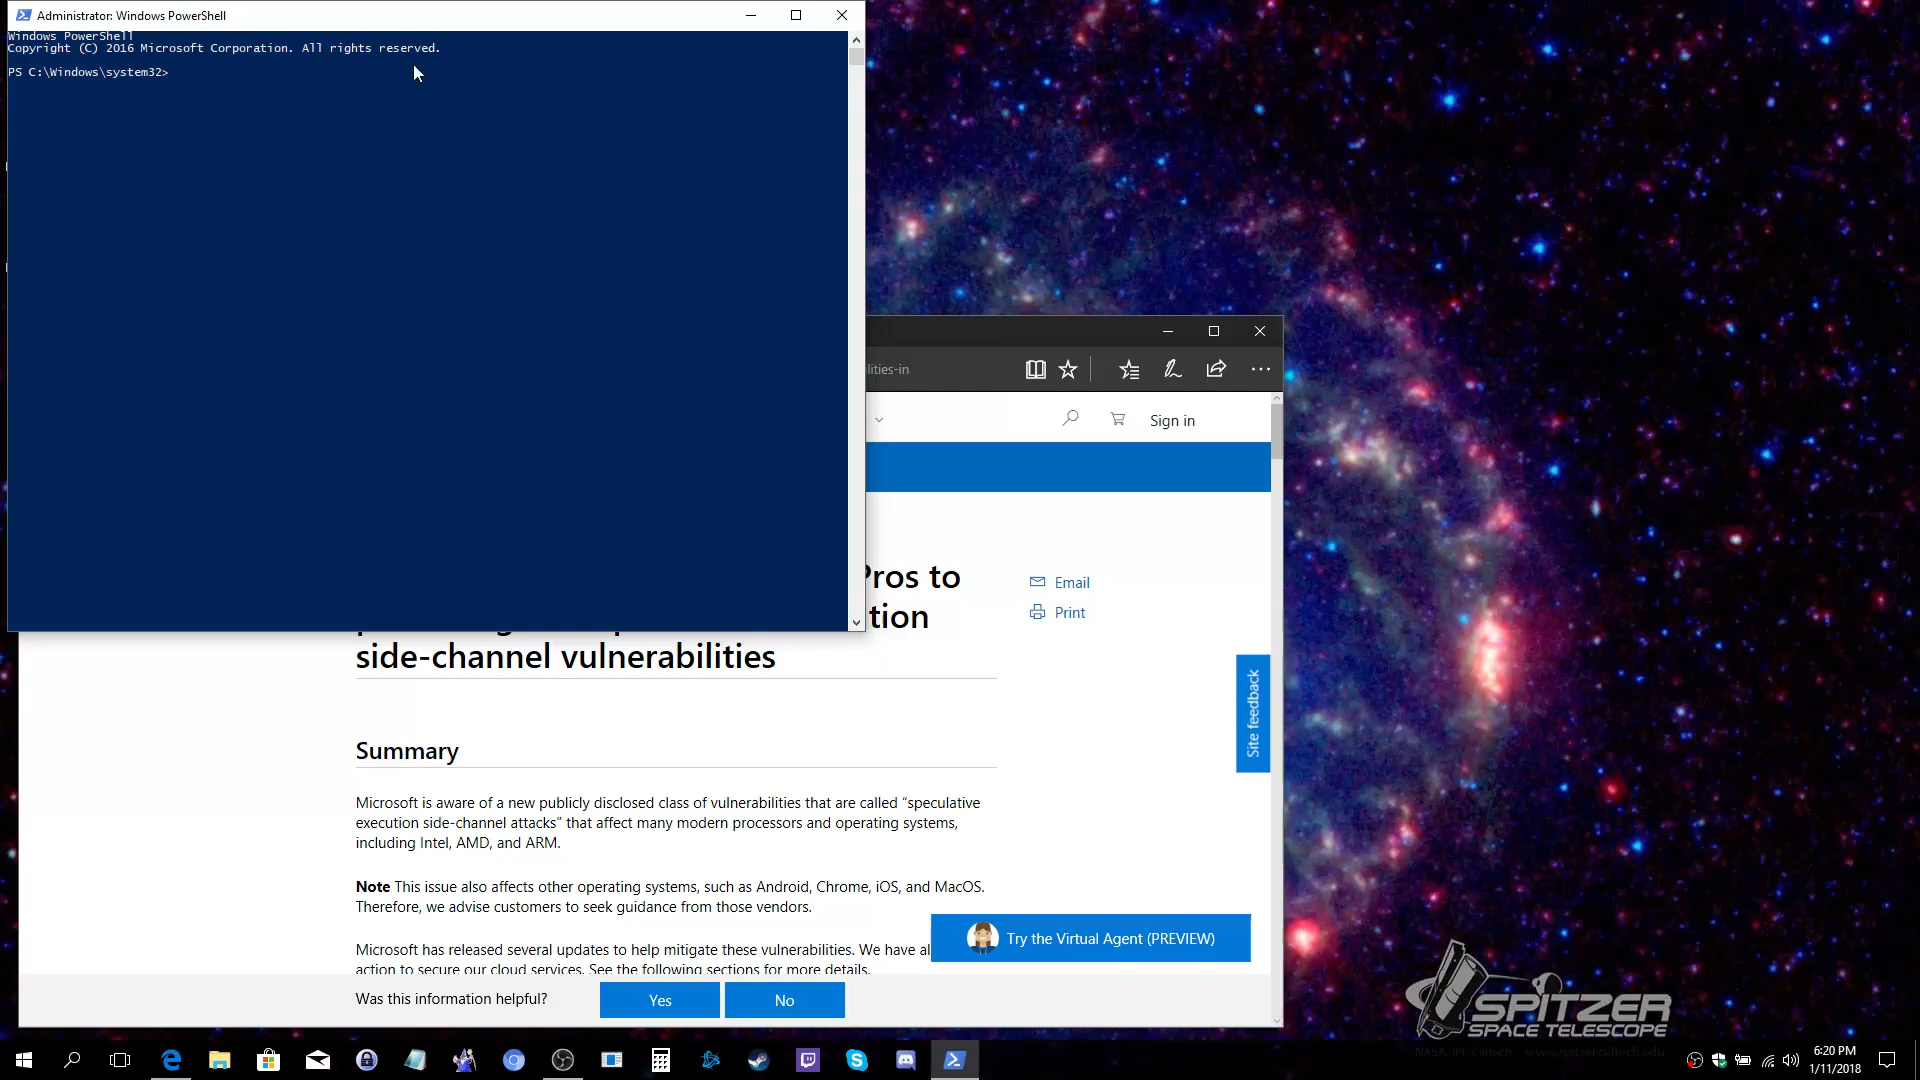 Administrator: Windows PowerShell
Windows PowerShell
Copyright (C) 2016 Microsoft Corporation. All rights reserved.
PS C:\Windows\system32>
lities-in
Sign in
Pros to
tion
side-channel vulnerabilities
Email
Print
Site feedback
Summary
Microsoft is aware of a new publicly disclosed class of vulnerabilities that are called “speculative
execution side-channel attacks” that affect many modern processors and operating systems,
including Intel, AMD, and ARM.
Note This issue also affects other operating systems, such as Android, Chrome, iOS, and MacOS.
Therefore, we advise customers to seek guidance from those vendors.
Microsoft has released several updates to help mitigate these vulnerabilities. We have al
action to secure our cloud services. See the following sections for more details.
Try the Virtual Agent (PREVIEW)
Was this information helpful?
Yes
No
SPITZER
SPACE TELESCOPE
6:20 PM
1/11/2018